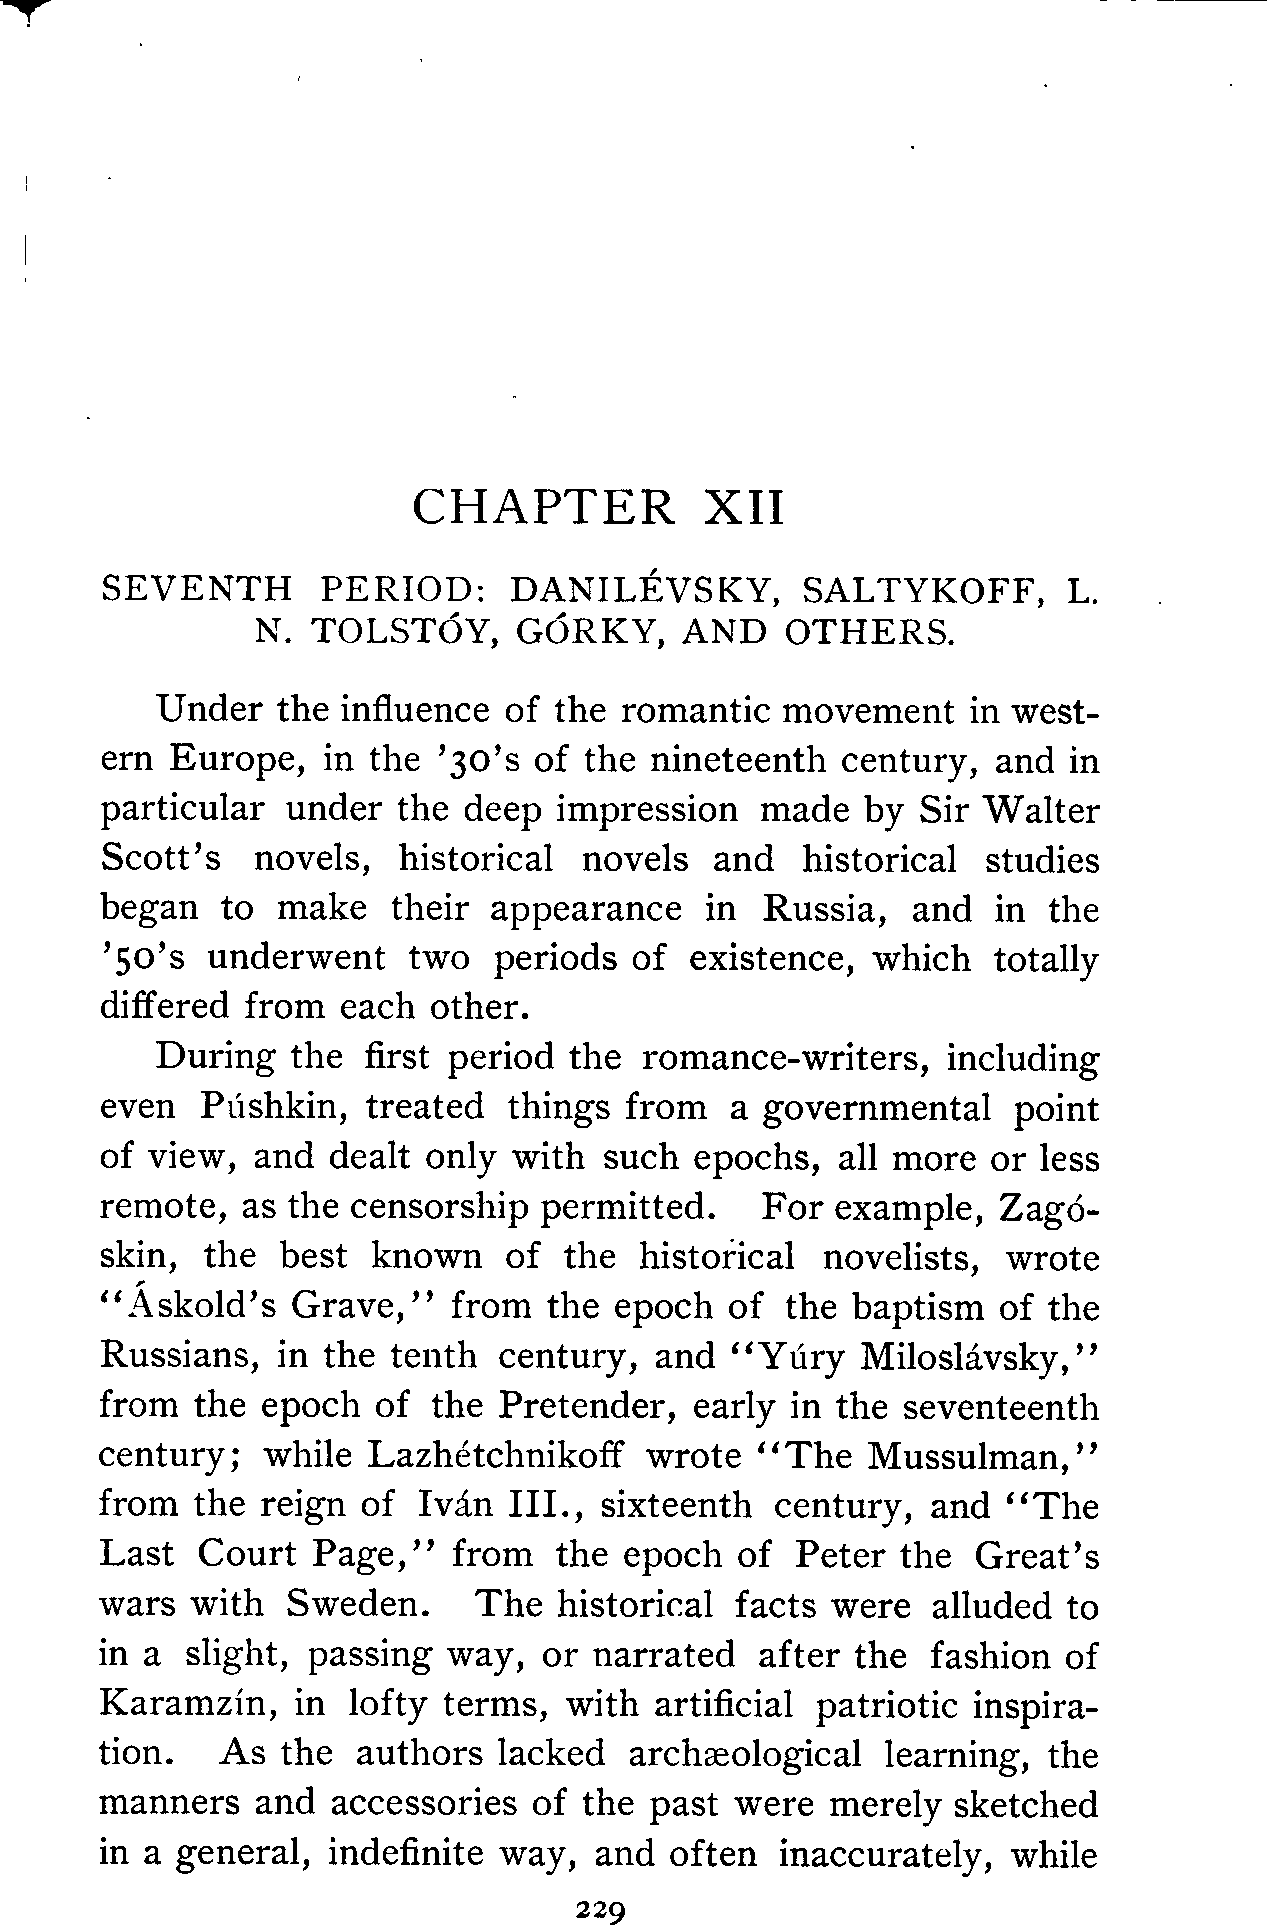 CHAPTER XII
SEVENTH PERIOD: DANILÉVSKY, SALTYKOFF, L.
N. TOLSTÓY, GÓRKY, AND OTHERS.
Under the influence of the romantic movement in west-
ern Europe, in the '30's of the nineteenth century, and in
particular under the deep impression made by Sir Walter
Scott's novels, historical novels and historical studies
began to make their appearance in Russia, and in the
'50's underwent two periods of existence, which totally
differed from each other.
During the first period the romance-writers, including
even Púshkin, treated things from a governmental point
of view, and dealt only with such epochs, all more or less
remote, as the censorship permitted. For example, Zagó-
skin, the best known of the historical novelists, wrote
"Áskold's Grave," from the epoch of the baptism of the
Russians, in the tenth century, and "Yúry Miloslávsky,"
from the epoch of the Pretender, early in the seventeenth
century; while Lazhétchnikoff wrote "The Mussulman,"
from the reign of Iván III., sixteenth century, and "The
Last Court Page," from the epoch of Peter the Great's
wars with Sweden. The historical facts were alluded to
in a slight, passing way, or narrated after the fashion of
Karamzín, in lofty terms, with artificial patriotic inspira-
tion. As the authors lacked archæological learning, the
manners and accessories of the past were merely sketched
in a general, indefinite way, and often inaccurately, while
229